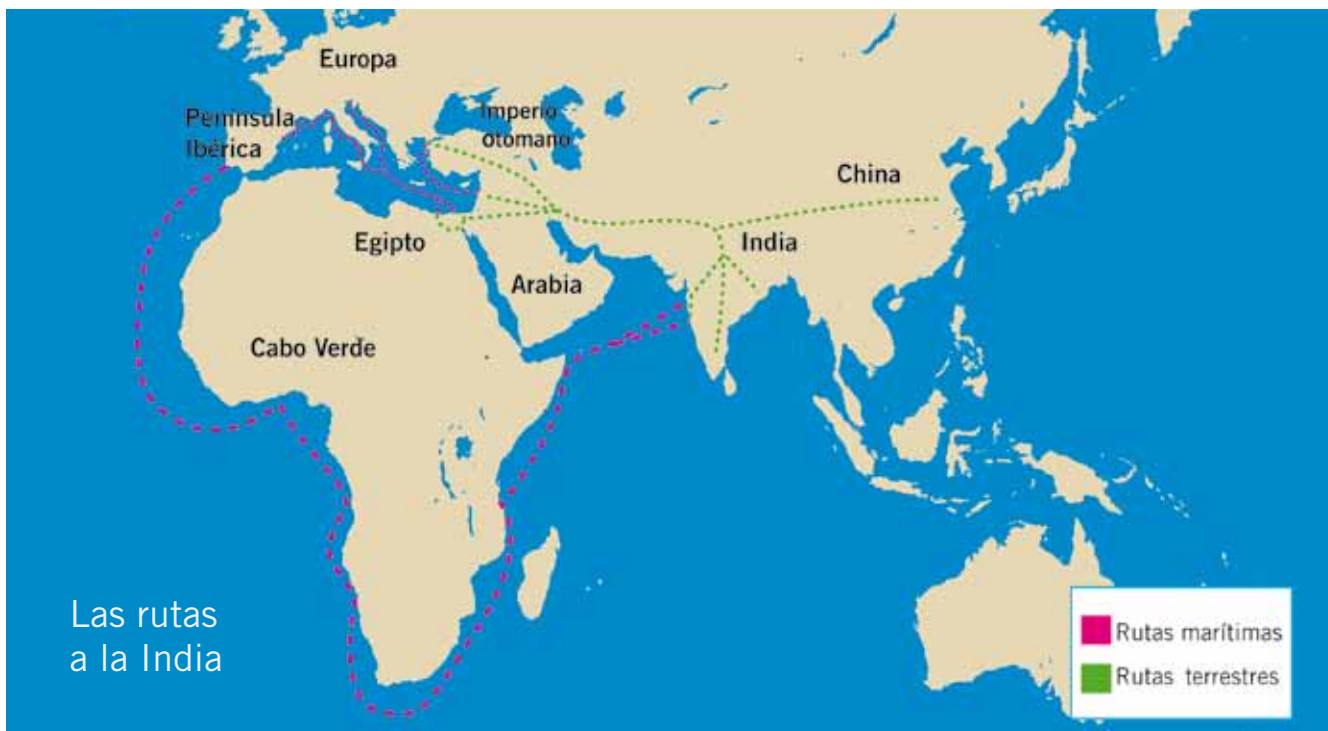 Europa
Península
Ibérica
Imperio
otomano
China
Egipto
India
Arabia
Cabo Verde
Las rutas
a la India
Rutas marítimas
Rutas terrestres